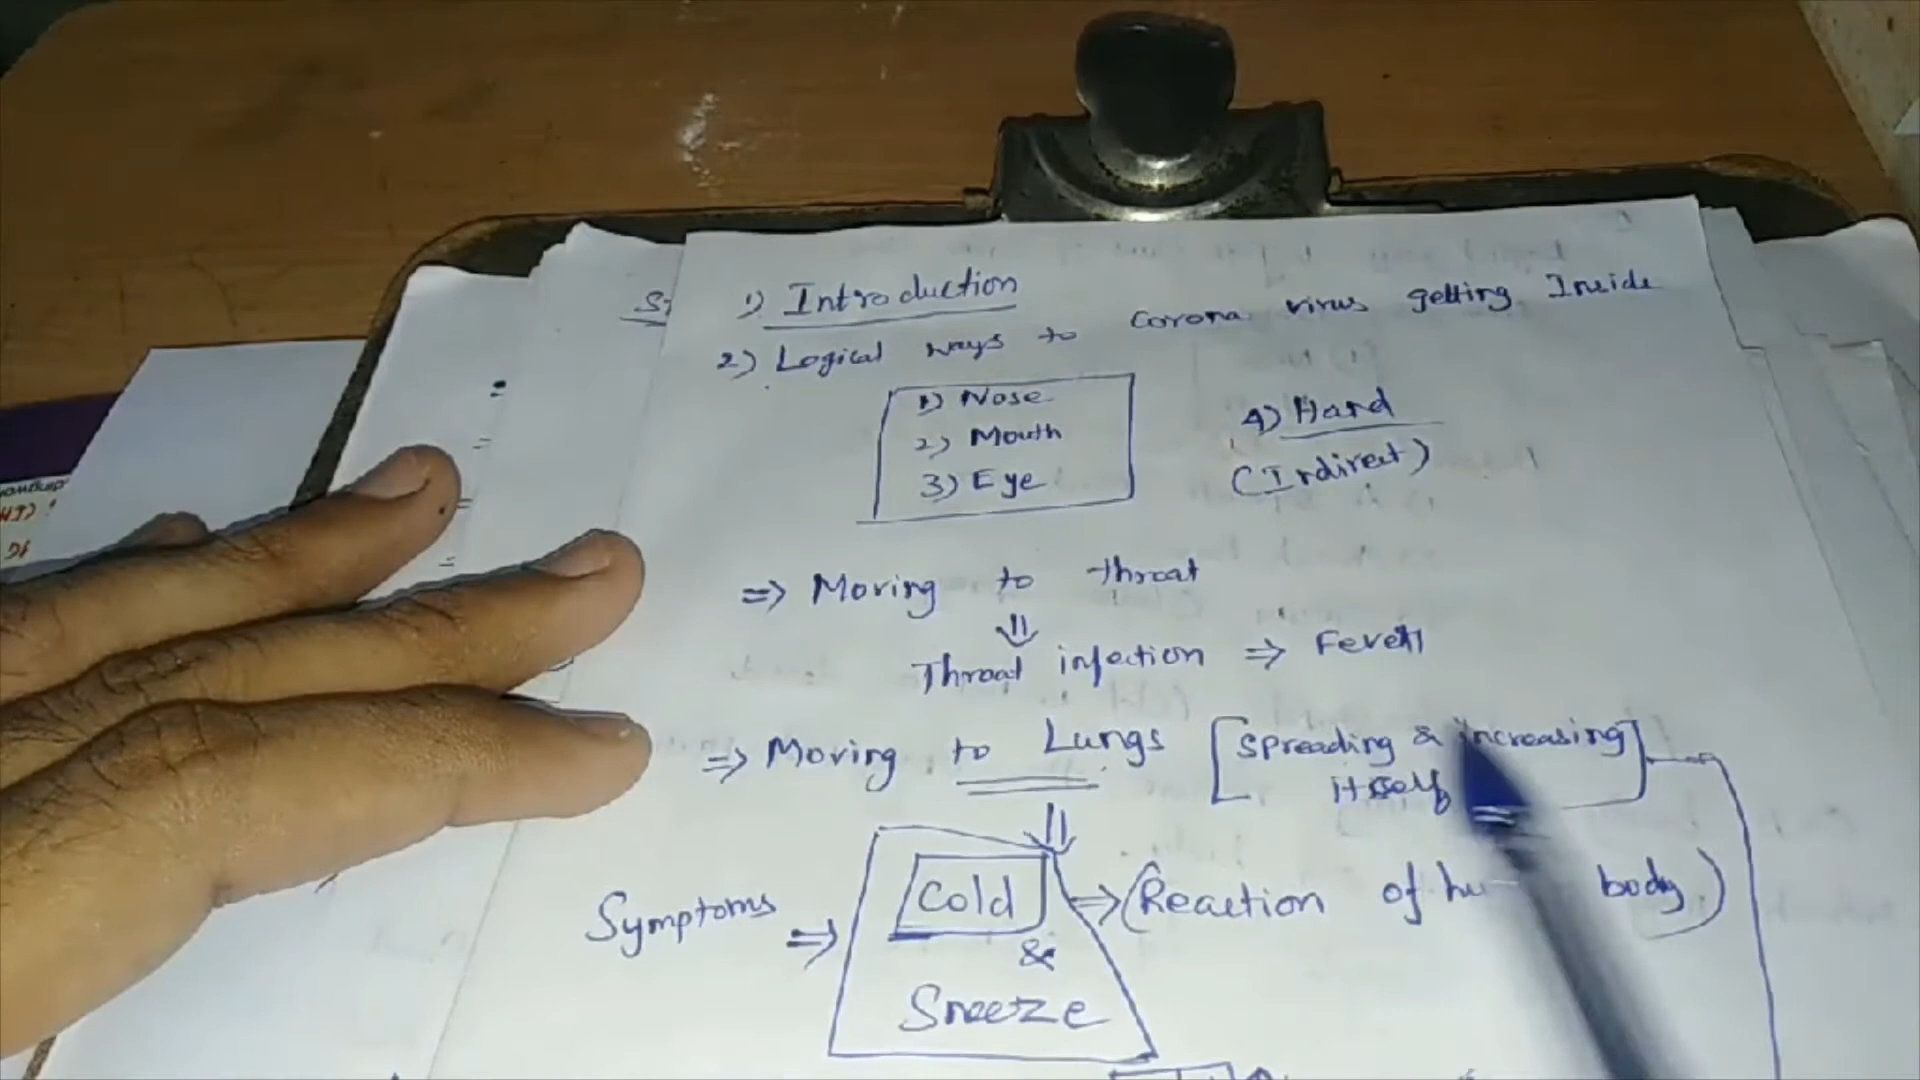 1) Introduction
2) Logical ways to Corona virus getting Inside
1) Nose
2) Mouth
3) Eye
4) Hand
(Indirect)
=> Moving to throat
Throat infection => Fever
=> Moving to Lungs [Spreading & increasing
itself]
Symptoms => Cold => (Reaction of body)
&
Sneeze